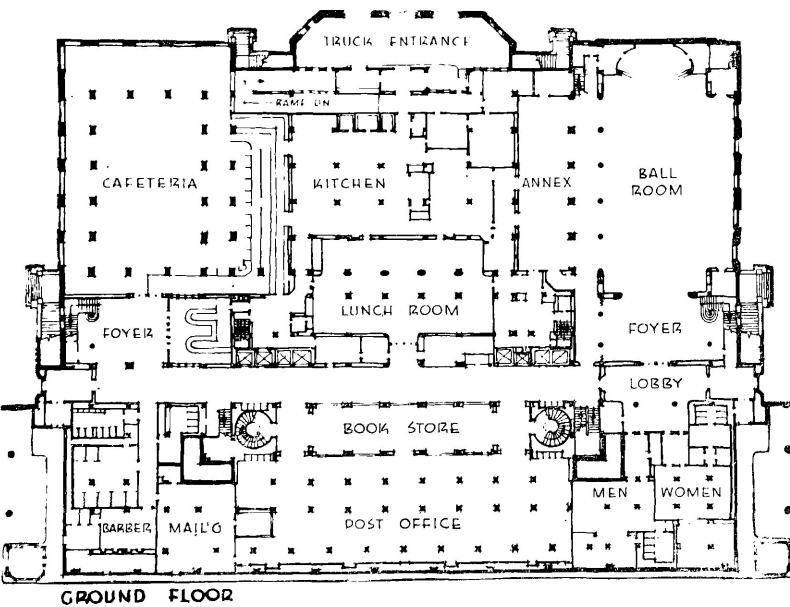 TRUCK ENTRANCE
RAMP DN
CAFETERIA
KITCHEN
ANNEX
BALL
ROOM
LUNCH ROOM
FOYER
FOYER
LOBBY
BOOK STORE
MEN
WOMEN
BARBER
MAIL'G
POST OFFICE
GROUND FLOOR